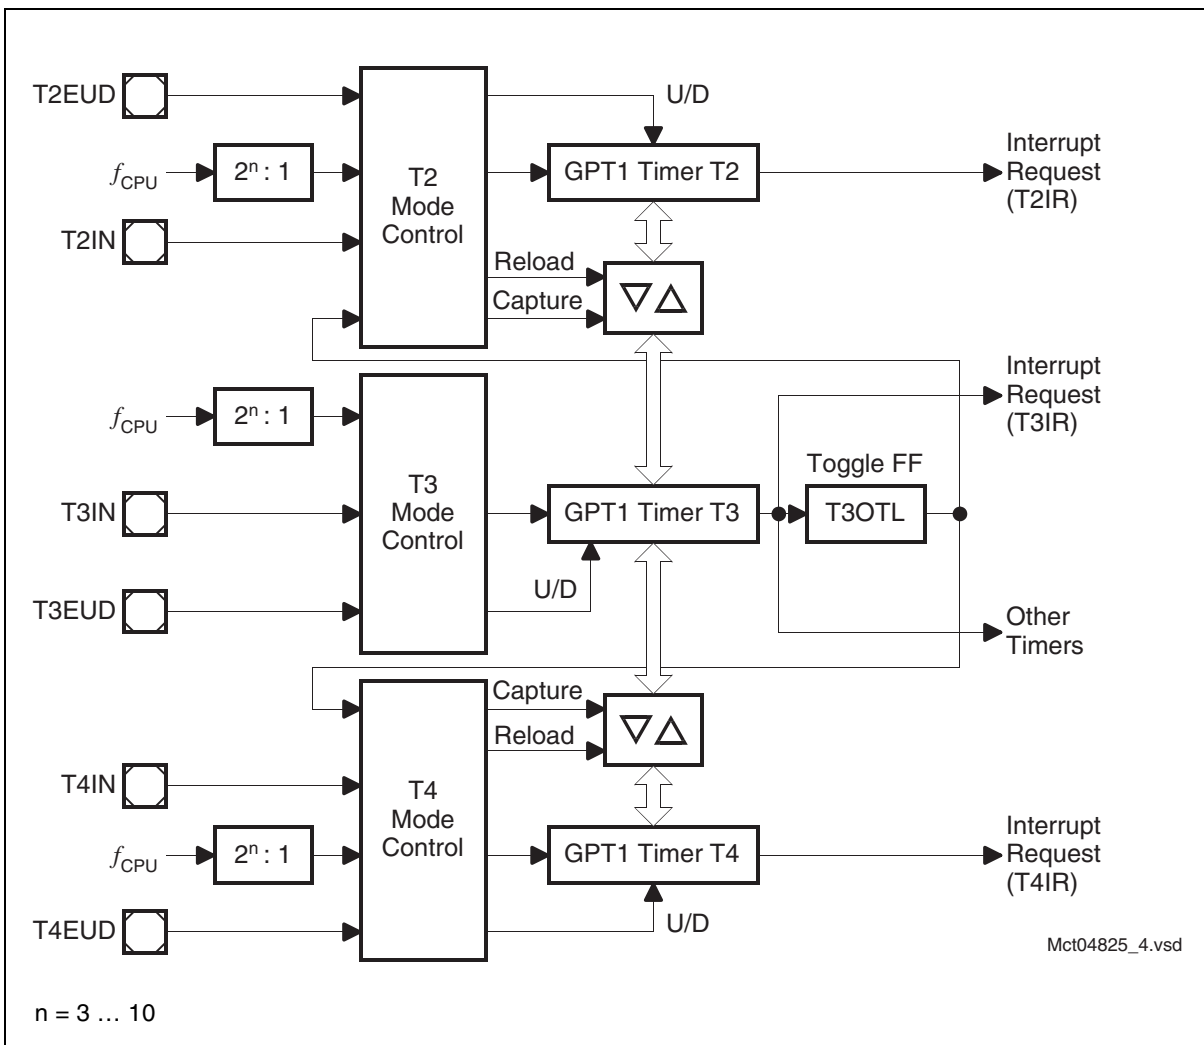 T2EUD
U/D
fCPU
2ⁿ : 1
T2
Mode
Control
GPT1 Timer T2
Interrupt
Request
(T2IR)
T2IN
Reload
Capture
fCPU
2ⁿ : 1
T3
Mode
Control
Interrupt
Request
(T3IR)
Toggle FF
T3IN
GPT1 Timer T3
T3OTL
U/D
T3EUD
Other
Timers
Capture
Reload
T4IN
T4
Mode
Control
fCPU
2ⁿ : 1
GPT1 Timer T4
Interrupt
Request
(T4IR)
T4EUD
U/D
Mct04825_4.vsd
n = 3 … 10